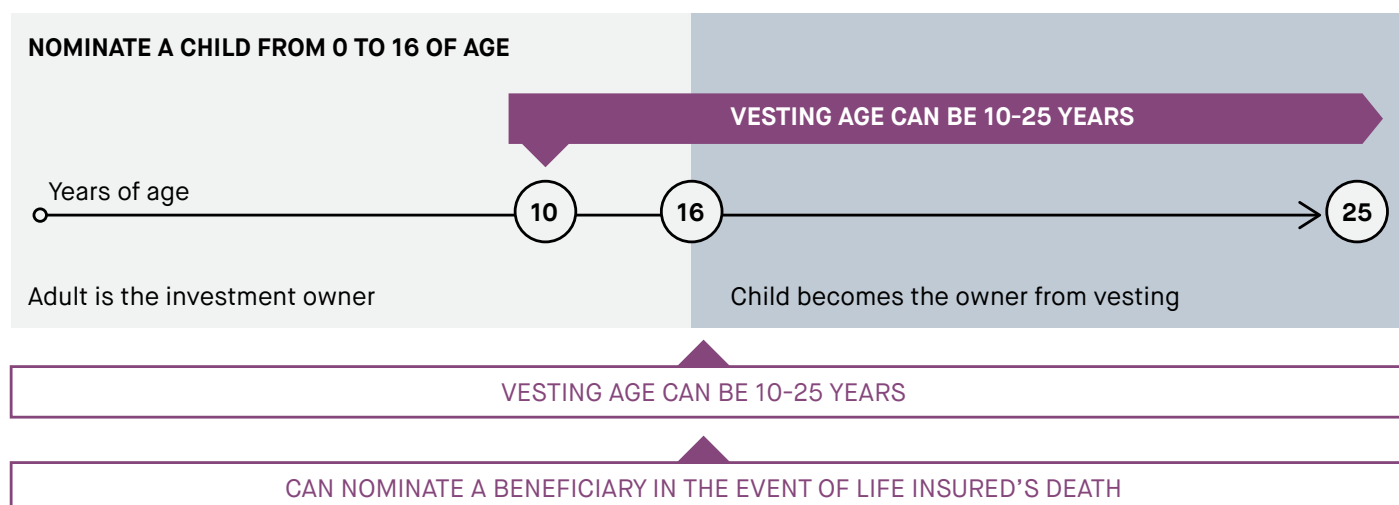 NOMINATE A CHILD FROM 0 TO 16 OF AGE
VESTING AGE CAN BE 10-25 YEARS
Years of age
10
16
25
Adult is the investment owner
Child becomes the owner from vesting
VESTING AGE CAN BE 10-25 YEARS
CAN NOMINATE A BENEFICIARY IN THE EVENT OF LIFE INSURED'S DEATH